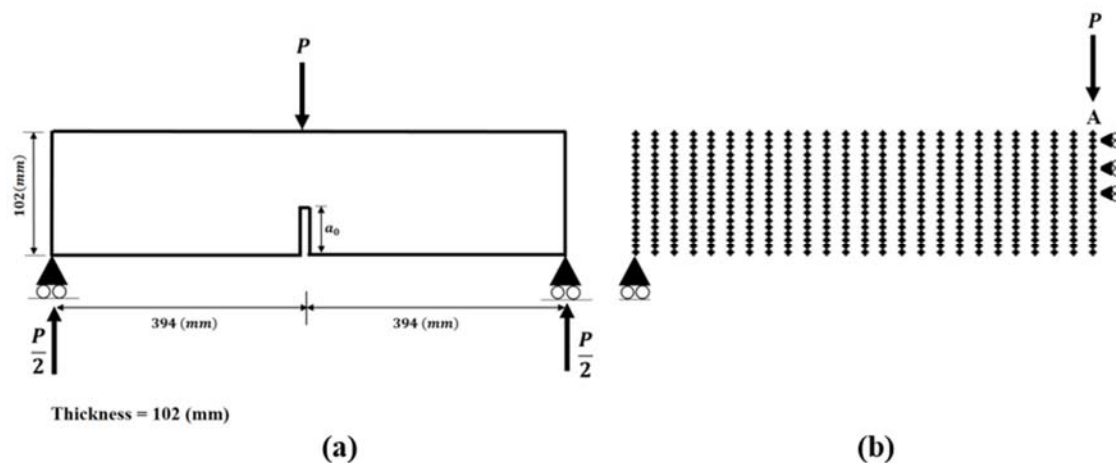 P
P
A
102(mm)
a₀
394 (mm)
394 (mm)
P/2
P/2
Thickness = 102 (mm)
(a)
(b)